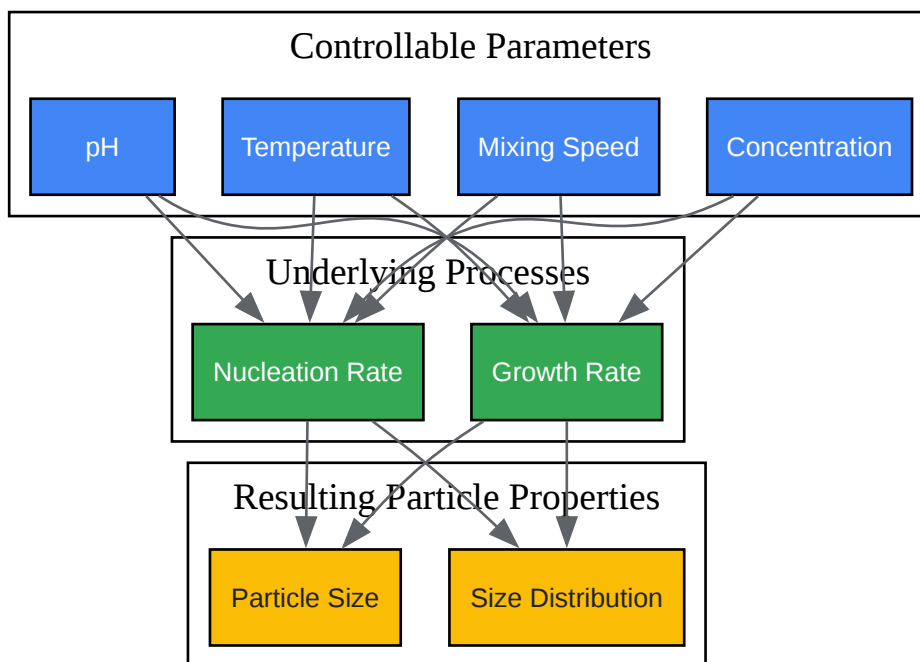 Controllable Parameters
pH
Temperature
Mixing Speed
Concentration
Underlying Processes
Nucleation Rate
Growth Rate
Resulting Particle Properties
Particle Size
Size Distribution